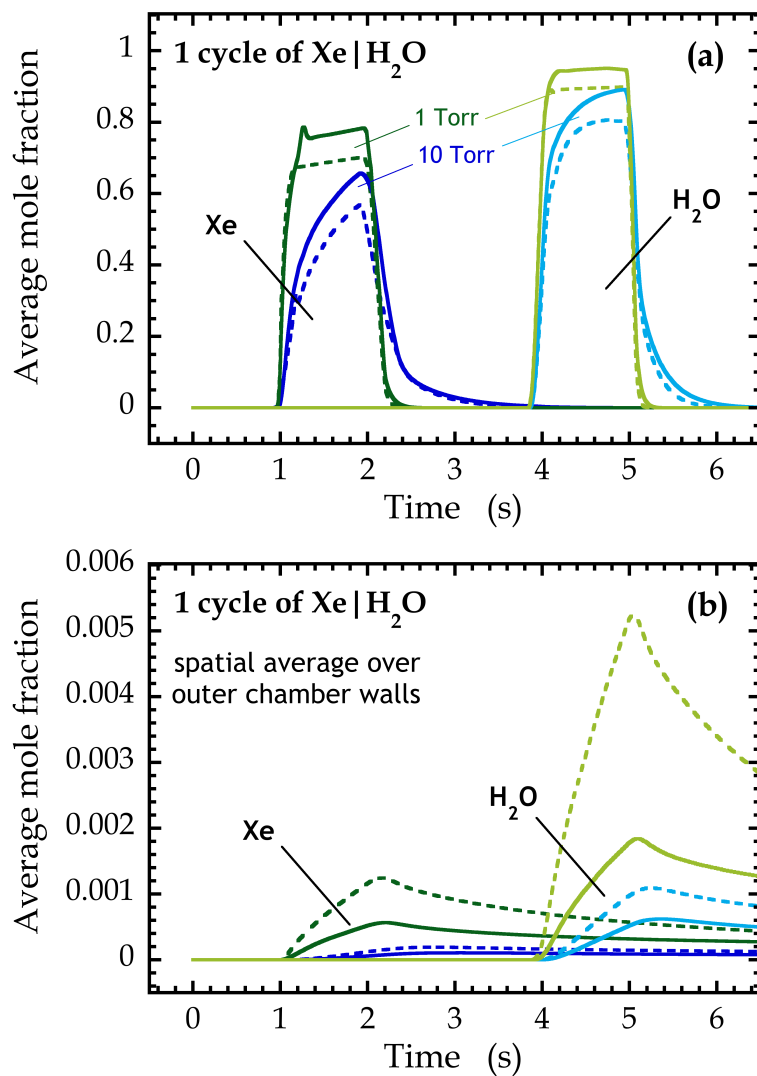 1 cycle of Xe|H₂O
(a)
1 Torr
10 Torr
Xe
H₂O
Average mole fraction
1
0.8
0.6
0.4
0.2
0
0 1 2 3 4 5 6
Time (s)
1 cycle of Xe|H₂O
(b)
spatial average over
outer chamber walls
Xe
H₂O
Average mole fraction
0.006
0.005
0.004
0.003
0.002
0.001
0
0 1 2 3 4 5 6
Time (s)